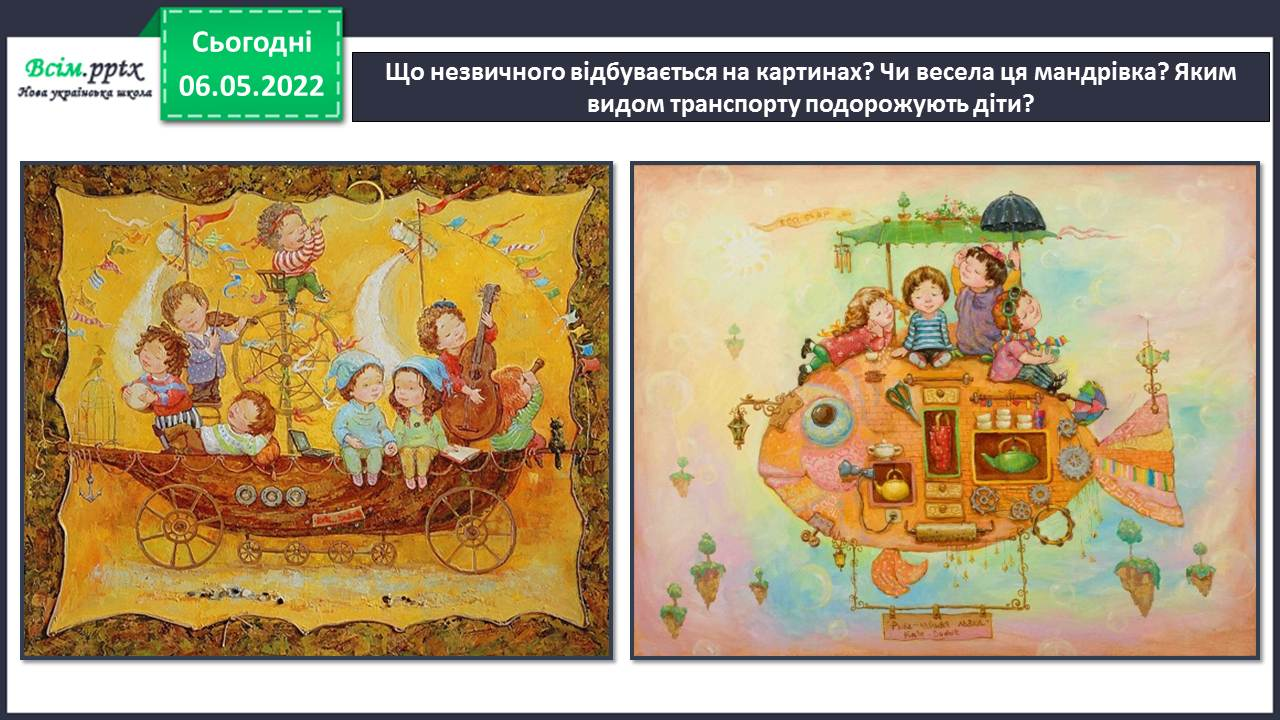 Сьогодні
06.05.2022
Всім.pptx
Нова українська школа
Що незвичного відбувається на картинах? Чи весела ця мандрівка? Яким
видом транспорту подорожують діти?